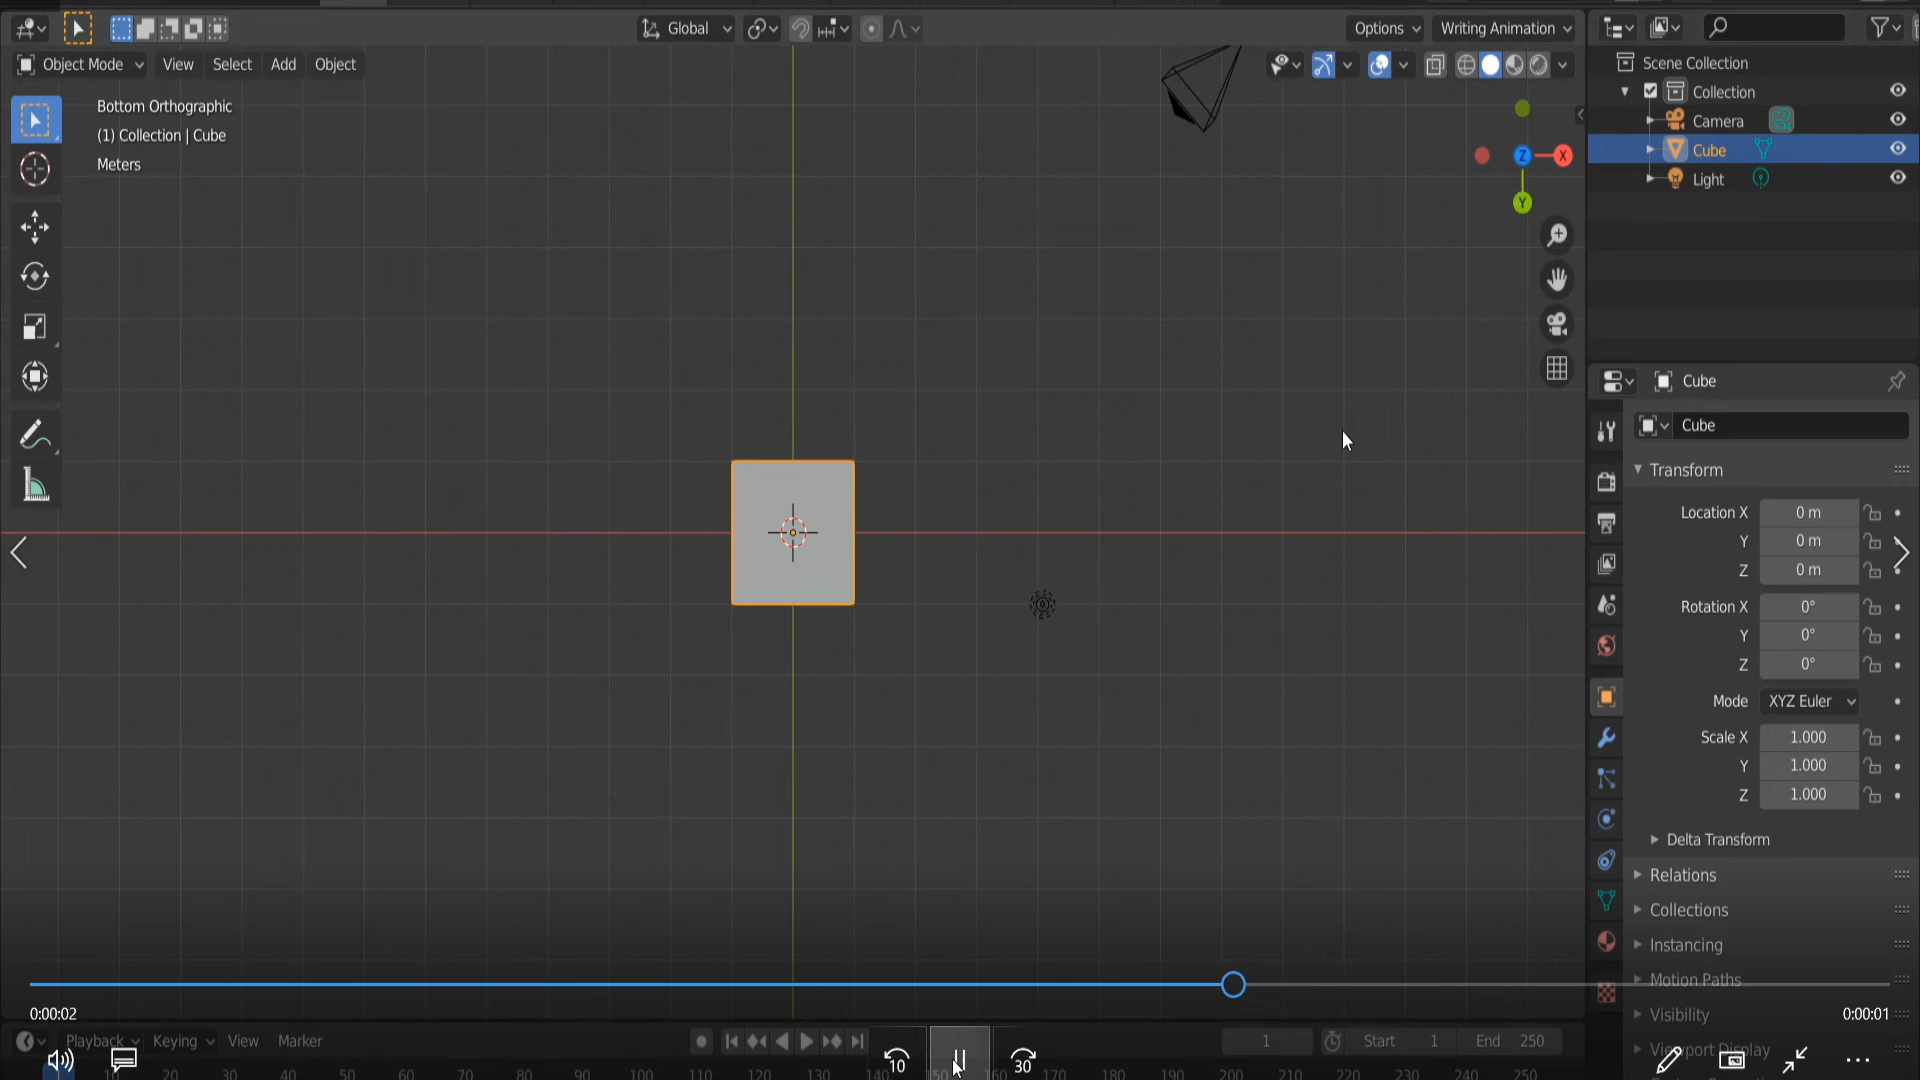 Global
Options
Writing Animation
Object Mode
View
Select
Add
Object
Bottom Orthographic
(1) Collection | Cube
Meters
X
Y
Z
Scene Collection
Collection
Camera
Cube
Light
Cube
Cube
Transform
Location X 0 m
Y 0 m
Z 0 m
Rotation X 0°
Y 0°
Z 0°
Mode XYZ Euler
Scale X 1.000
Y 1.000
Z 1.000
Delta Transform
Relations
Collections
Instancing
Motion Paths
Visibility
Viewport Display
0:00:02
0:00:01
Playback
Keying
View
Marker
1
Start 1
End 250
10
30
10 20 30 40 50 60 70 80 90 100 110 120 130 140 150 160 170 180 190 200 210 220 230 240 250